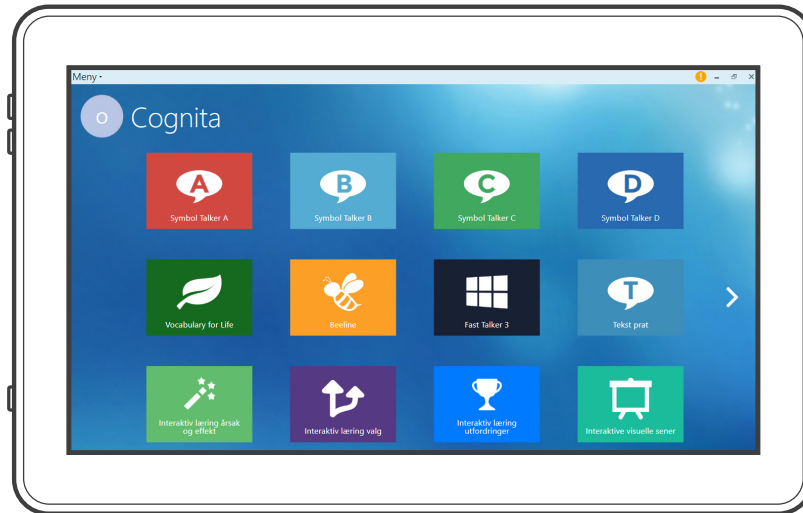 Meny
O
Cognita
A
Symbol Talker A
B
Symbol Talker B
C
Symbol Talker C
D
Symbol Talker D
Vocabulary for Life
Beeline
Fast Talker 3
T
Tekst prat
Interaktiv læring årsak
og effekt
Interaktiv læring valg
Interaktiv læring
utfordringer
Interaktive visuelle sener